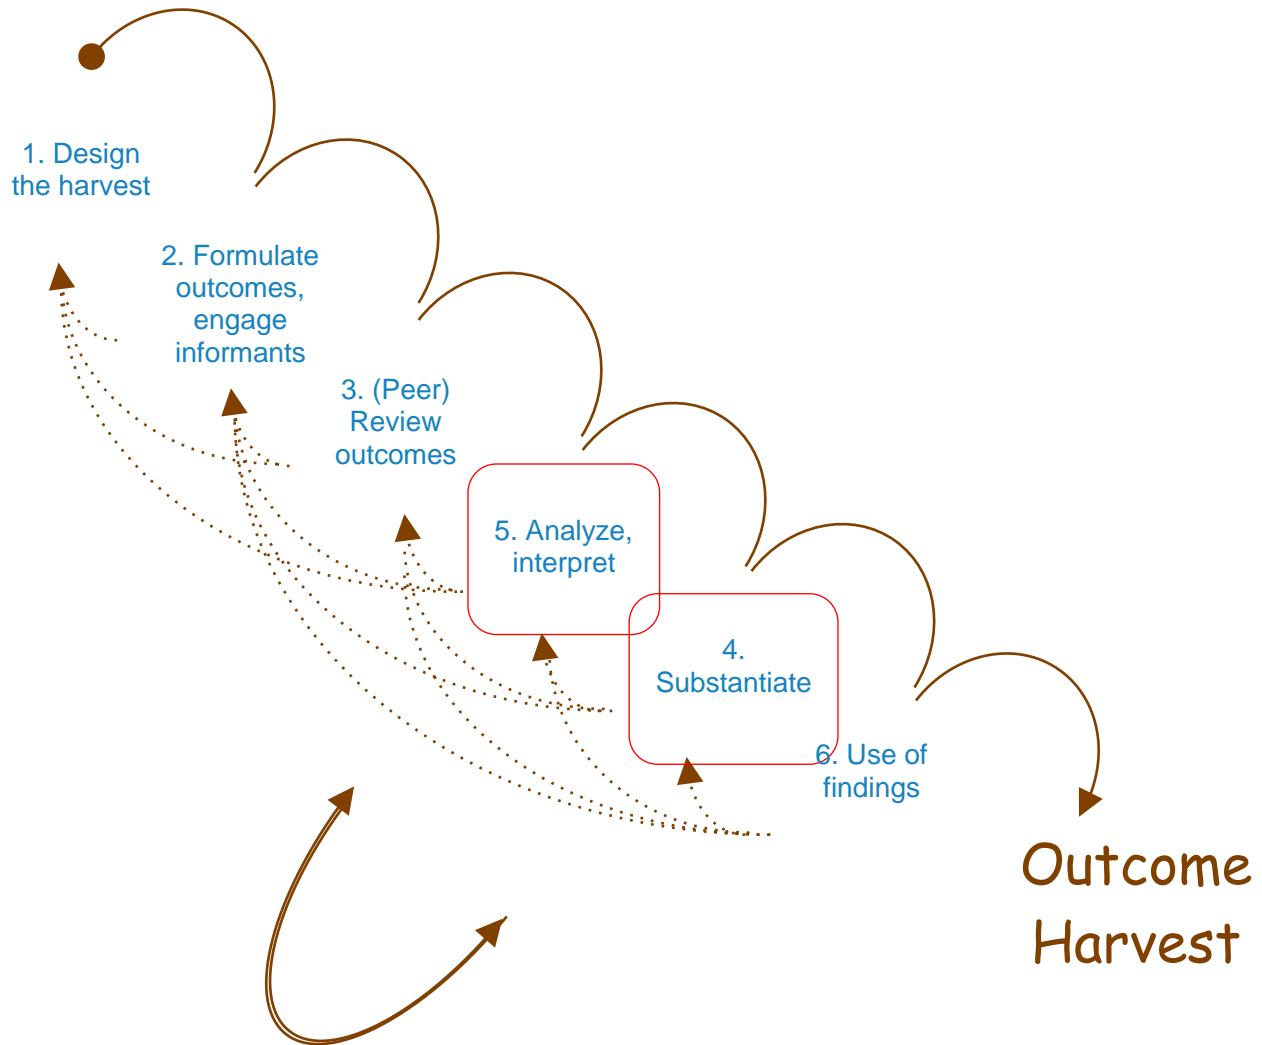 1. Design
the harvest
2. Formulate
outcomes,
engage
informants
3. (Peer)
Review
outcomes
5. Analyze,
interpret
4.
Substantiate
6. Use of
findings
Outcome
Harvest